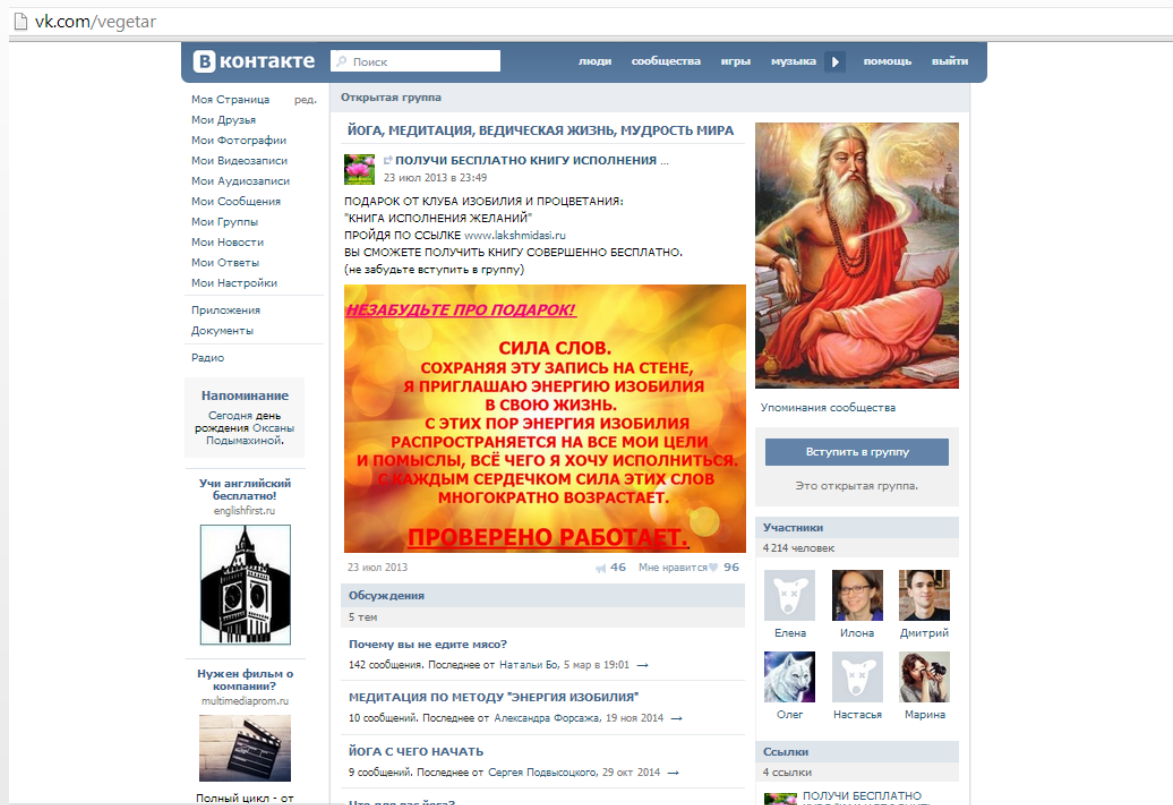 vk.com/vegetar
В контакте
Поиск
люди сообщества игры музыка помощь выйти
Моя Страница ред.
Мои Друзья
Мои Фотографии
Мои Видеозаписи
Мои Аудиозаписи
Мои Сообщения
Мои Группы
Мои Новости
Мои Ответы
Мои Настройки
Приложения
Документы
Радио
Напоминание
Сегодня день
рождения Оксаны
Подымахиной.
Учи английский
бесплатно!
englishfirst.ru
Нужен фильм о
компании?
multimediaprom.ru
Полный цикл - от
Открытая группа
ЙОГА, МЕДИТАЦИЯ, ВЕДИЧЕСКАЯ ЖИЗНЬ, МУДРОСТЬ МИРА
ПОЛУЧИ БЕСПЛАТНО КНИГУ ИСПОЛНЕНИЯ ...
23 июл 2013 в 23:49
ПОДАРОК ОТ КЛУБА ИЗОБИЛИЯ И ПРОЦВЕТАНИЯ:
"КНИГА ИСПОЛНЕНИЯ ЖЕЛАНИЙ"
ПРОЙДЯ ПО ССЫЛКЕ www.lakshmidasi.ru
ВЫ СМОЖЕТЕ ПОЛУЧИТЬ КНИГУ СОВЕРШЕННО БЕСПЛАТНО.
(не забудьте вступить в группу)
НЕЗАБУДЬТЕ ПРО ПОДАРОК!
СИЛА СЛОВ.
СОХРАНЯЯ ЭТУ ЗАПИСЬ НА СТЕНЕ,
Я ПРИГЛАШАЮ ЭНЕРГИЮ ИЗОБИЛИЯ
В СВОЮ ЖИЗНЬ.
С ЭТИХ ПОР ЭНЕРГИЯ ИЗОБИЛИЯ
РАСПРОСТРАНЯЕТСЯ НА ВСЕ МОИ ЦЕЛИ
И ПОМЫСЛЫ, ВСЁ ЧЕГО Я ХОЧУ ИСПОЛНИТЬСЯ.
С КАЖДЫМ СЕРДЕЧКОМ СИЛА ЭТИХ СЛОВ
МНОГОКРАТНО ВОЗРАСТАЕТ.
ПРОВЕРЕНО РАБОТАЕТ.
23 июл 2013 46 Мне нравится 96
Обсуждения
5 тем
Почему вы не едите мясо?
142 сообщения. Последнее от Натальи Бо, 5 мар в 19:01 →
МЕДИТАЦИЯ ПО МЕТОДУ "ЭНЕРГИЯ ИЗОБИЛИЯ"
10 сообщений. Последнее от Александра Форсажа, 19 ноя 2014 →
ЙОГА С ЧЕГО НАЧАТЬ
9 сообщений. Последнее от Сергея Подвысоцкого, 29 окт 2014 →
Что для вас йога?
Упоминания сообщества
Вступить в группу
Это открытая группа.
Участники
4 214 человек
Елена Илона Дмитрий
Олег Настасья Марина
Ссылки
4 ссылки
ПОЛУЧИ БЕСПЛАТНО